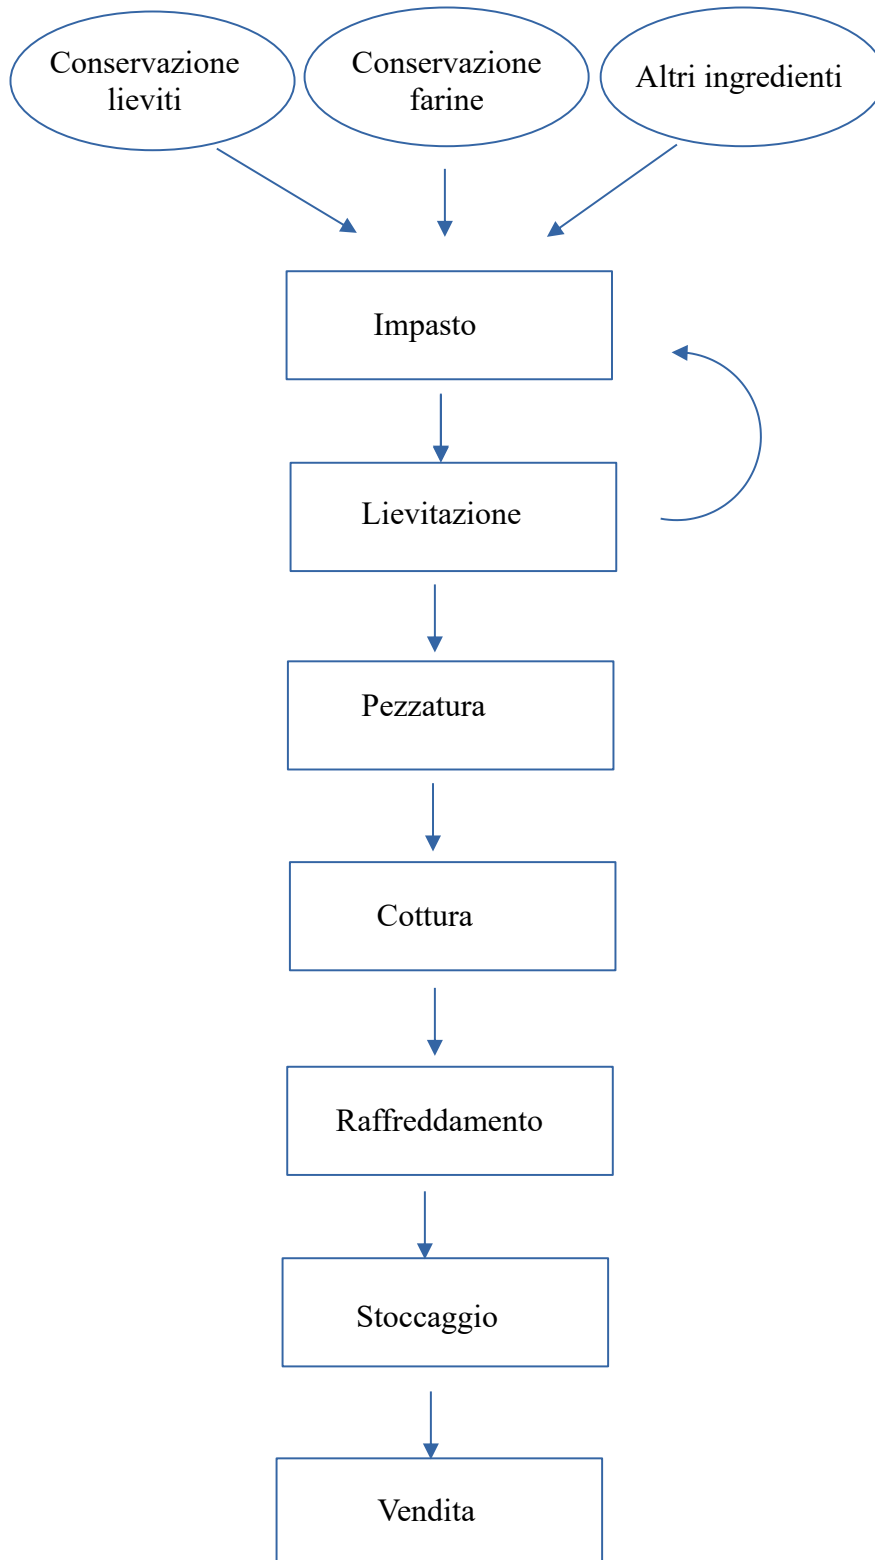 Conservazione
lieviti
Conservazione
farine
Altri ingredienti
Impasto
Lievitazione
Pezzatura
Cottura
Raffreddamento
Stoccaggio
Vendita